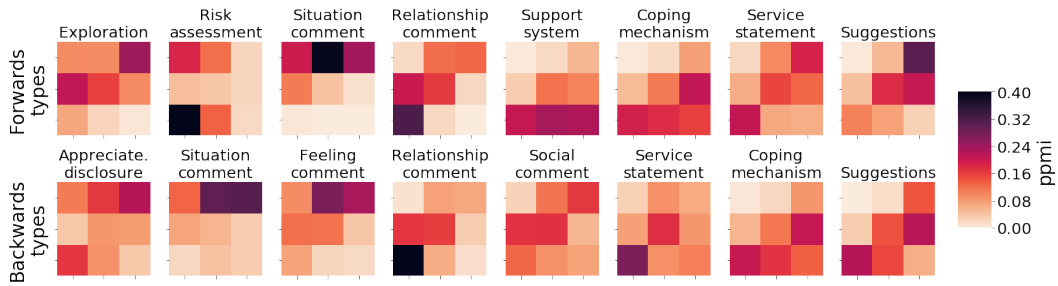 Forwards types
Exploration
Risk assessment
Situation comment
Relationship comment
Support system
Coping mechanism
Service statement
Suggestions
Backwards types
Appreciate. disclosure
Situation comment
Feeling comment
Relationship comment
Social comment
Service statement
Coping mechanism
Suggestions
0.40
0.32
0.24
0.16
0.08
0.00
ppmi